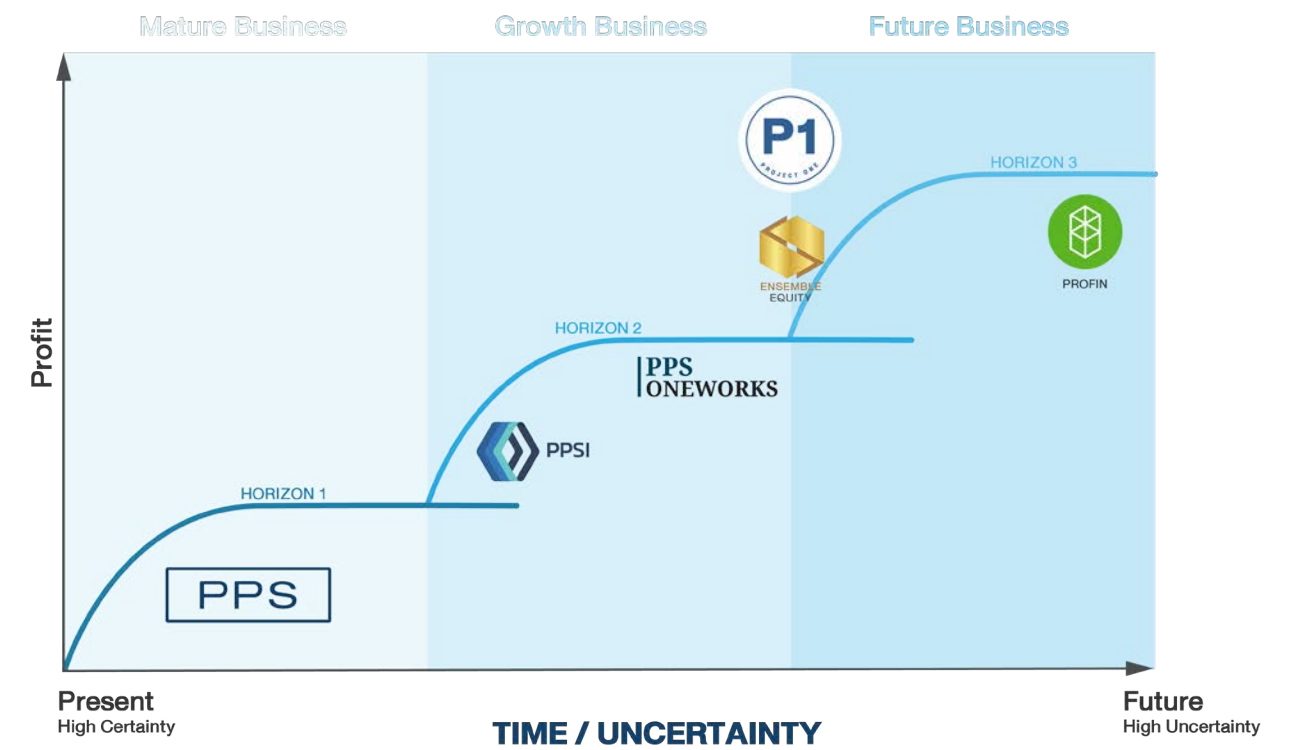 Mature Business
Growth Business
Future Business
P1
PROJECT ONE
HORIZON 3
ENSEMBLE
EQUITY
PROFIN
Profit
HORIZON 2
PPS
ONEWORKS
PPSI
HORIZON 1
PPS
Present
High Certainty
TIME / UNCERTAINTY
Future
High Uncertainty